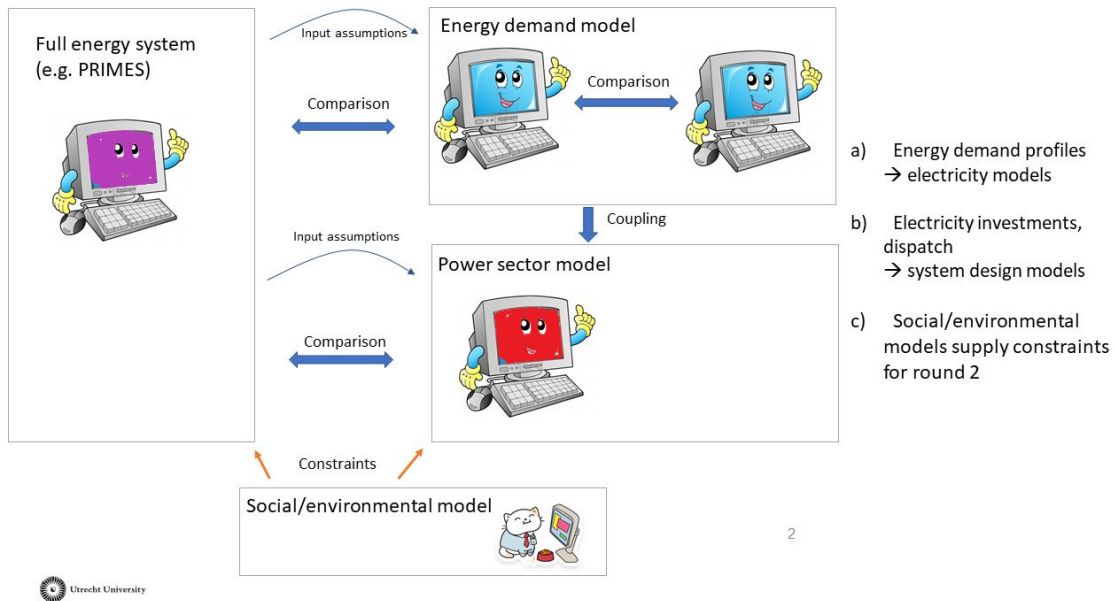 Full energy system
(e.g. PRIMES)
Input assumptions
Comparison
Energy demand model
Comparison
Coupling
Input assumptions
Comparison
Power sector model
Constraints
Social/environmental model
a) Energy demand profiles
→ electricity models
b) Electricity investments,
dispatch
→ system design models
c) Social/environmental
models supply constraints
for round 2
2
Utrecht University